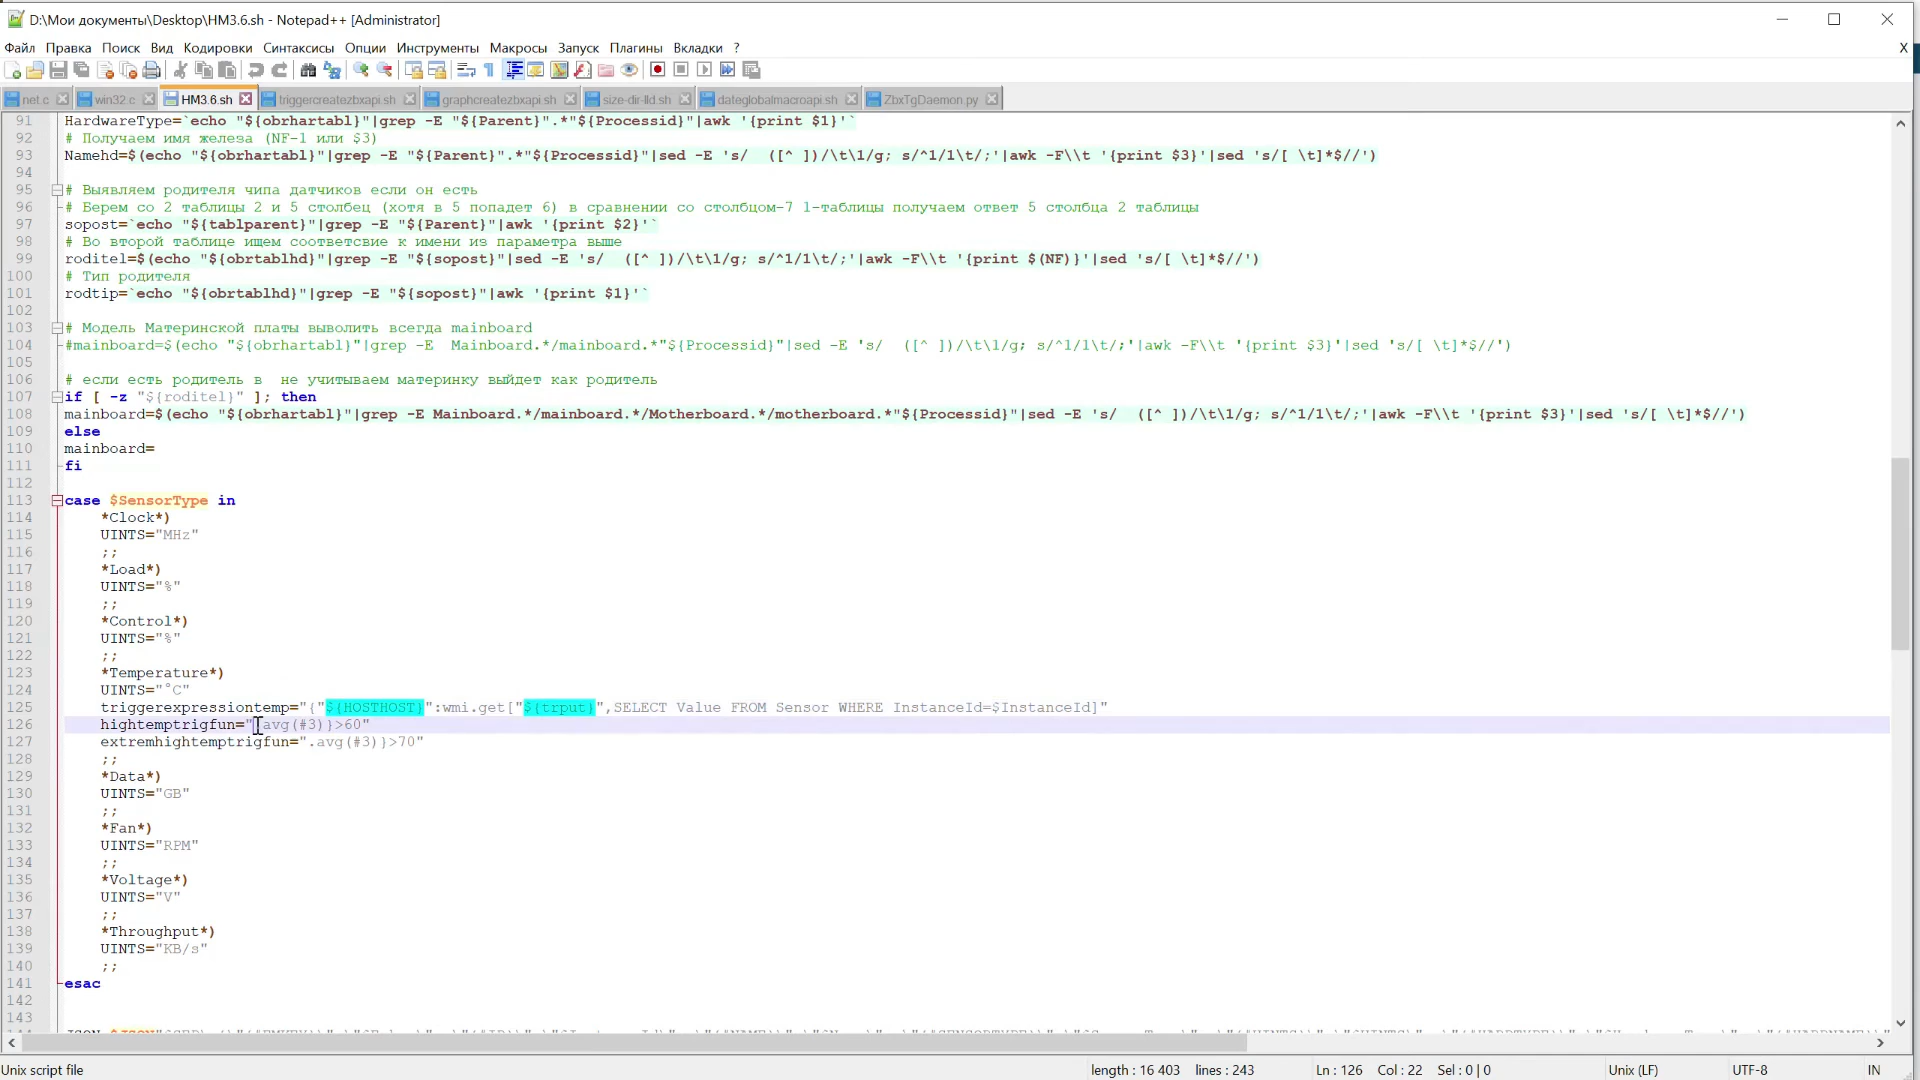 D:\Мои документы\Desktop\HM3.6.sh - Notepad++ [Administrator]
Файл Правка Поиск Вид Кодировки Синтаксисы Опции Инструменты Макросы Запуск Плагины Вкладки ? X
net.c win32.c HM3.6.sh triggercreatezbxapi.sh graphcreatezbxapi.sh size-dir-lld.sh dateglobalmacroapi.sh ZbxTgDaemon.py
91 HardwareType=`echo "${obrhartabl}"|grep -E "${Parent}".*"${Processid}"|awk '{print $1}'`
92 # Получаем имя железа (NF-1 или $3)
93 Namehd=$(echo "${obrhartabl}"|grep -E "${Parent}".*"${Processid}"|sed -E 's/  ([^ ])/\t\1/g; s/^1/1\t/;'|awk -F\\t '{print $3}'|sed 's/[ \t]*$//')
94
95 # Выявляем родителя чипа датчиков если он есть
96 # Берем со 2 таблицы 2 и 5 столбец (хотя в 5 попадет 6) в сравнении со столбцом-7 1-таблицы получаем ответ 5 столбца 2 таблицы
97 sopost=`echo "${tablparent}"|grep -E "${Parent}"|awk '{print $2}'`
98 # Во второй таблице ищем соответсвие к имени из параметра выше
99 roditel=$(echo "${obrtablhd}"|grep -E "${sopost}"|sed -E 's/  ([^ ])/\t\1/g; s/^1/1\t/;'|awk -F\\t '{print $(NF)}'|sed 's/[ \t]*$//')
100 # Тип родителя
101 rodtip=`echo "${obrtablhd}"|grep -E "${sopost}"|awk '{print $1}'`
102
103 # Модель Материнской платы выволить всегда mainboard
104 #mainboard=$(echo "${obrhartabl}"|grep -E  Mainboard.*/mainboard.*"${Processid}"|sed -E 's/  ([^ ])/\t\1/g; s/^1/1\t/;'|awk -F\\t '{print $3}'|sed 's/[ \t]*$//')
105
106 # если есть родитель в  не учитываем материнку выйдет как родитель
107 if [ -z "${roditel}" ]; then
108 mainboard=$(echo "${obrhartabl}"|grep -E Mainboard.*/mainboard.*/Motherboard.*/motherboard.*"${Processid}"|sed -E 's/  ([^ ])/\t\1/g; s/^1/1\t/;'|awk -F\\t '{print $3}'|sed 's/[ \t]*$//')
109 else
110 mainboard=
111 fi
112
113 case $SensorType in
114 *Clock*)
115 UINTS="MHz"
116 ;;
117 *Load*)
118 UINTS="%"
119 ;;
120 *Control*)
121 UINTS="%"
122 ;;
123 *Temperature*)
124 UINTS="°C"
125 triggerexpressiontemp="{"${HOSTHOST}":wmi.get["${trput}",SELECT Value FROM Sensor WHERE InstanceId=$InstanceId]"
126 hightemptrigfun=".avg(#3)}>60"
127 extremhightemptrigfun=".avg(#3)}>70"
128 ;;
129 *Data*)
130 UINTS="GB"
131 ;;
132 *Fan*)
133 UINTS="RPM"
134 ;;
135 *Voltage*)
136 UINTS="V"
137 ;;
138 *Throughput*)
139 UINTS="KB/s"
140 ;;
141 esac
142
143
Unix script file length : 16 403 lines : 243 Ln : 126 Col : 22 Sel : 0 | 0 Unix (LF) UTF-8 IN